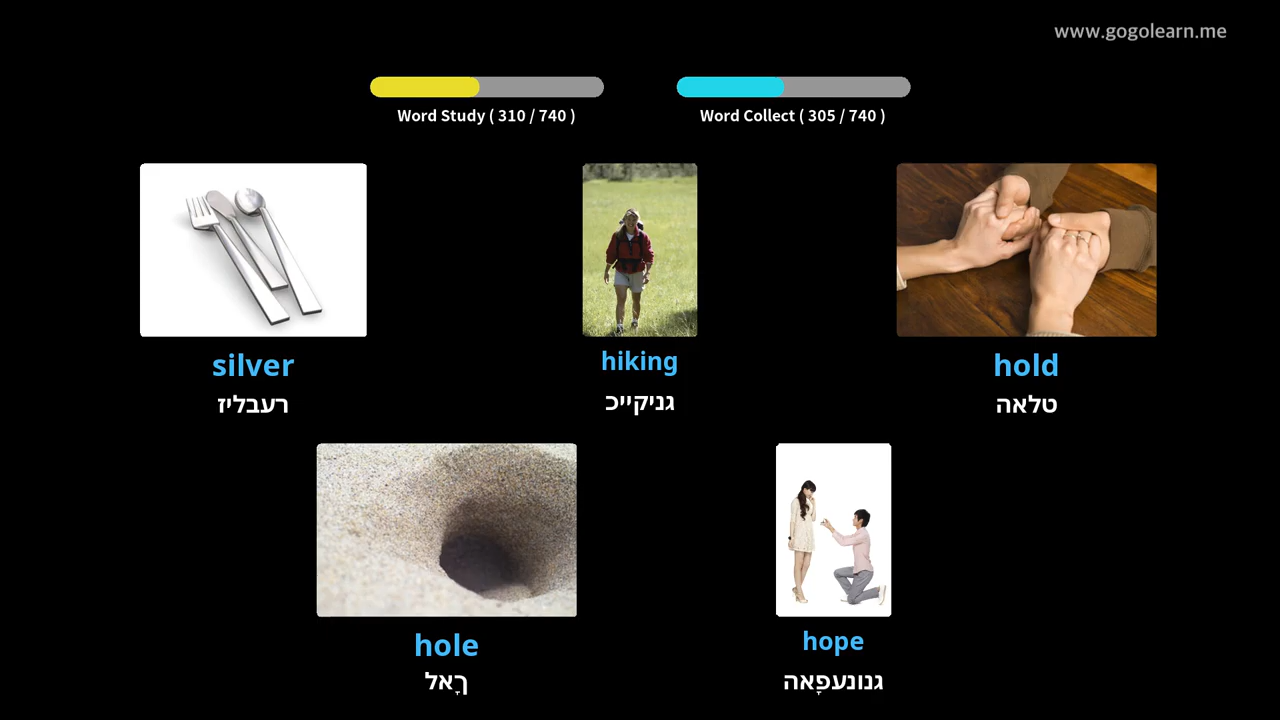 www.gogolearn.me
Word Study ( 310 / 740 )
Word Collect ( 305 / 740 )
silver
רעבליז
hiking
גניקייכ
hold
טלאה
hole
ךָאל
hope
גנונעפָאה